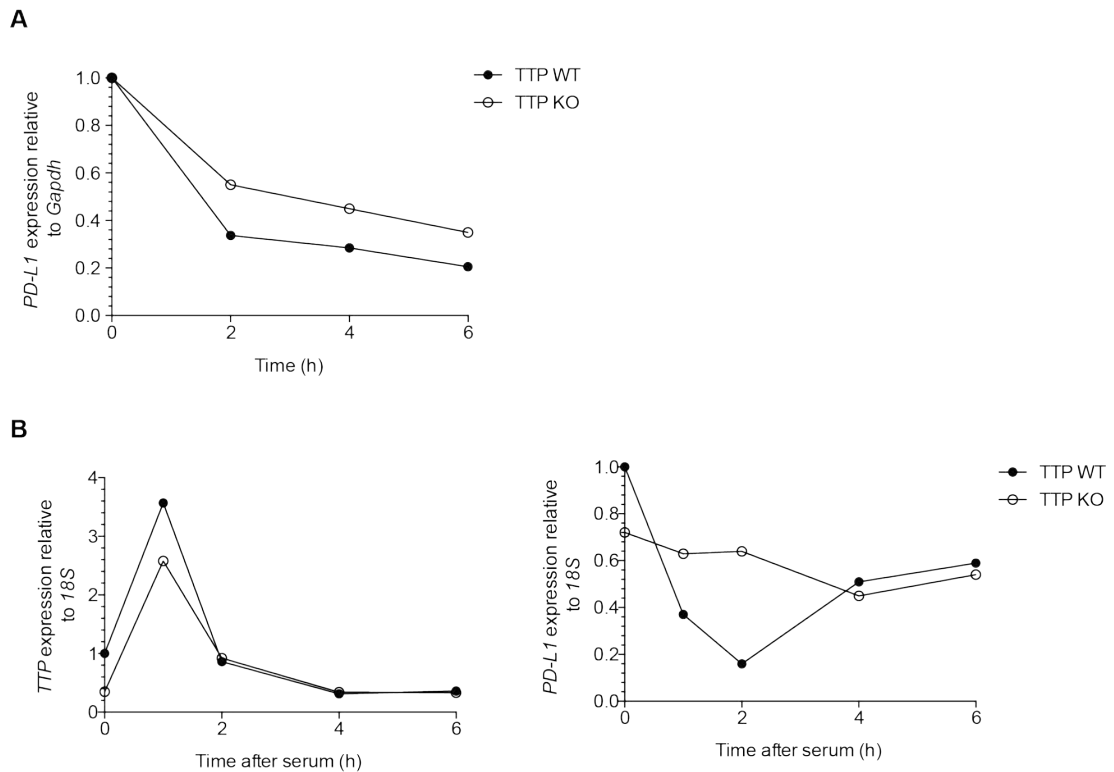 A
PD-L1 expression relative
to Gapdh
1.0
0.8
0.6
0.4
0.2
0.0
0
2
4
6
Time (h)
TTP WT
TTP KO
B
TTP expression relative
to 18S
4
3
2
1
0
0
2
4
6
Time after serum (h)
PD-L1 expression relative
to 18S
1.0
0.8
0.6
0.4
0.2
0.0
0
2
4
6
Time after serum (h)
TTP WT
TTP KO